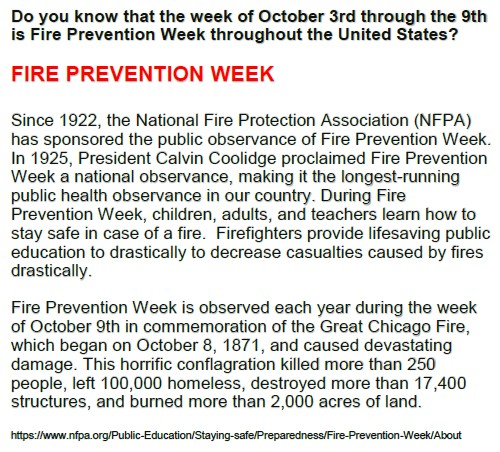 Do you know that the week of October 3rd through the 9th
is Fire Prevention Week throughout the United States?
FIRE PREVENTION WEEK
Since 1922, the National Fire Protection Association (NFPA)
has sponsored the public observance of Fire Prevention Week.
In 1925, President Calvin Coolidge proclaimed Fire Prevention
Week a national observance, making it the longest-running
public health observance in our country. During Fire
Prevention Week, children, adults, and teachers learn how to
stay safe in case of a fire.  Firefighters provide lifesaving public
education to drastically to decrease casualties caused by fires
drastically.
Fire Prevention Week is observed each year during the week
of October 9th in commemoration of the Great Chicago Fire,
which began on October 8, 1871, and caused devastating
damage. This horrific conflagration killed more than 250
people, left 100,000 homeless, destroyed more than 17,400
structures, and burned more than 2,000 acres of land.
https://www.nfpa.org/Public-Education/Staying-safe/Preparedness/Fire-Prevention-Week/About